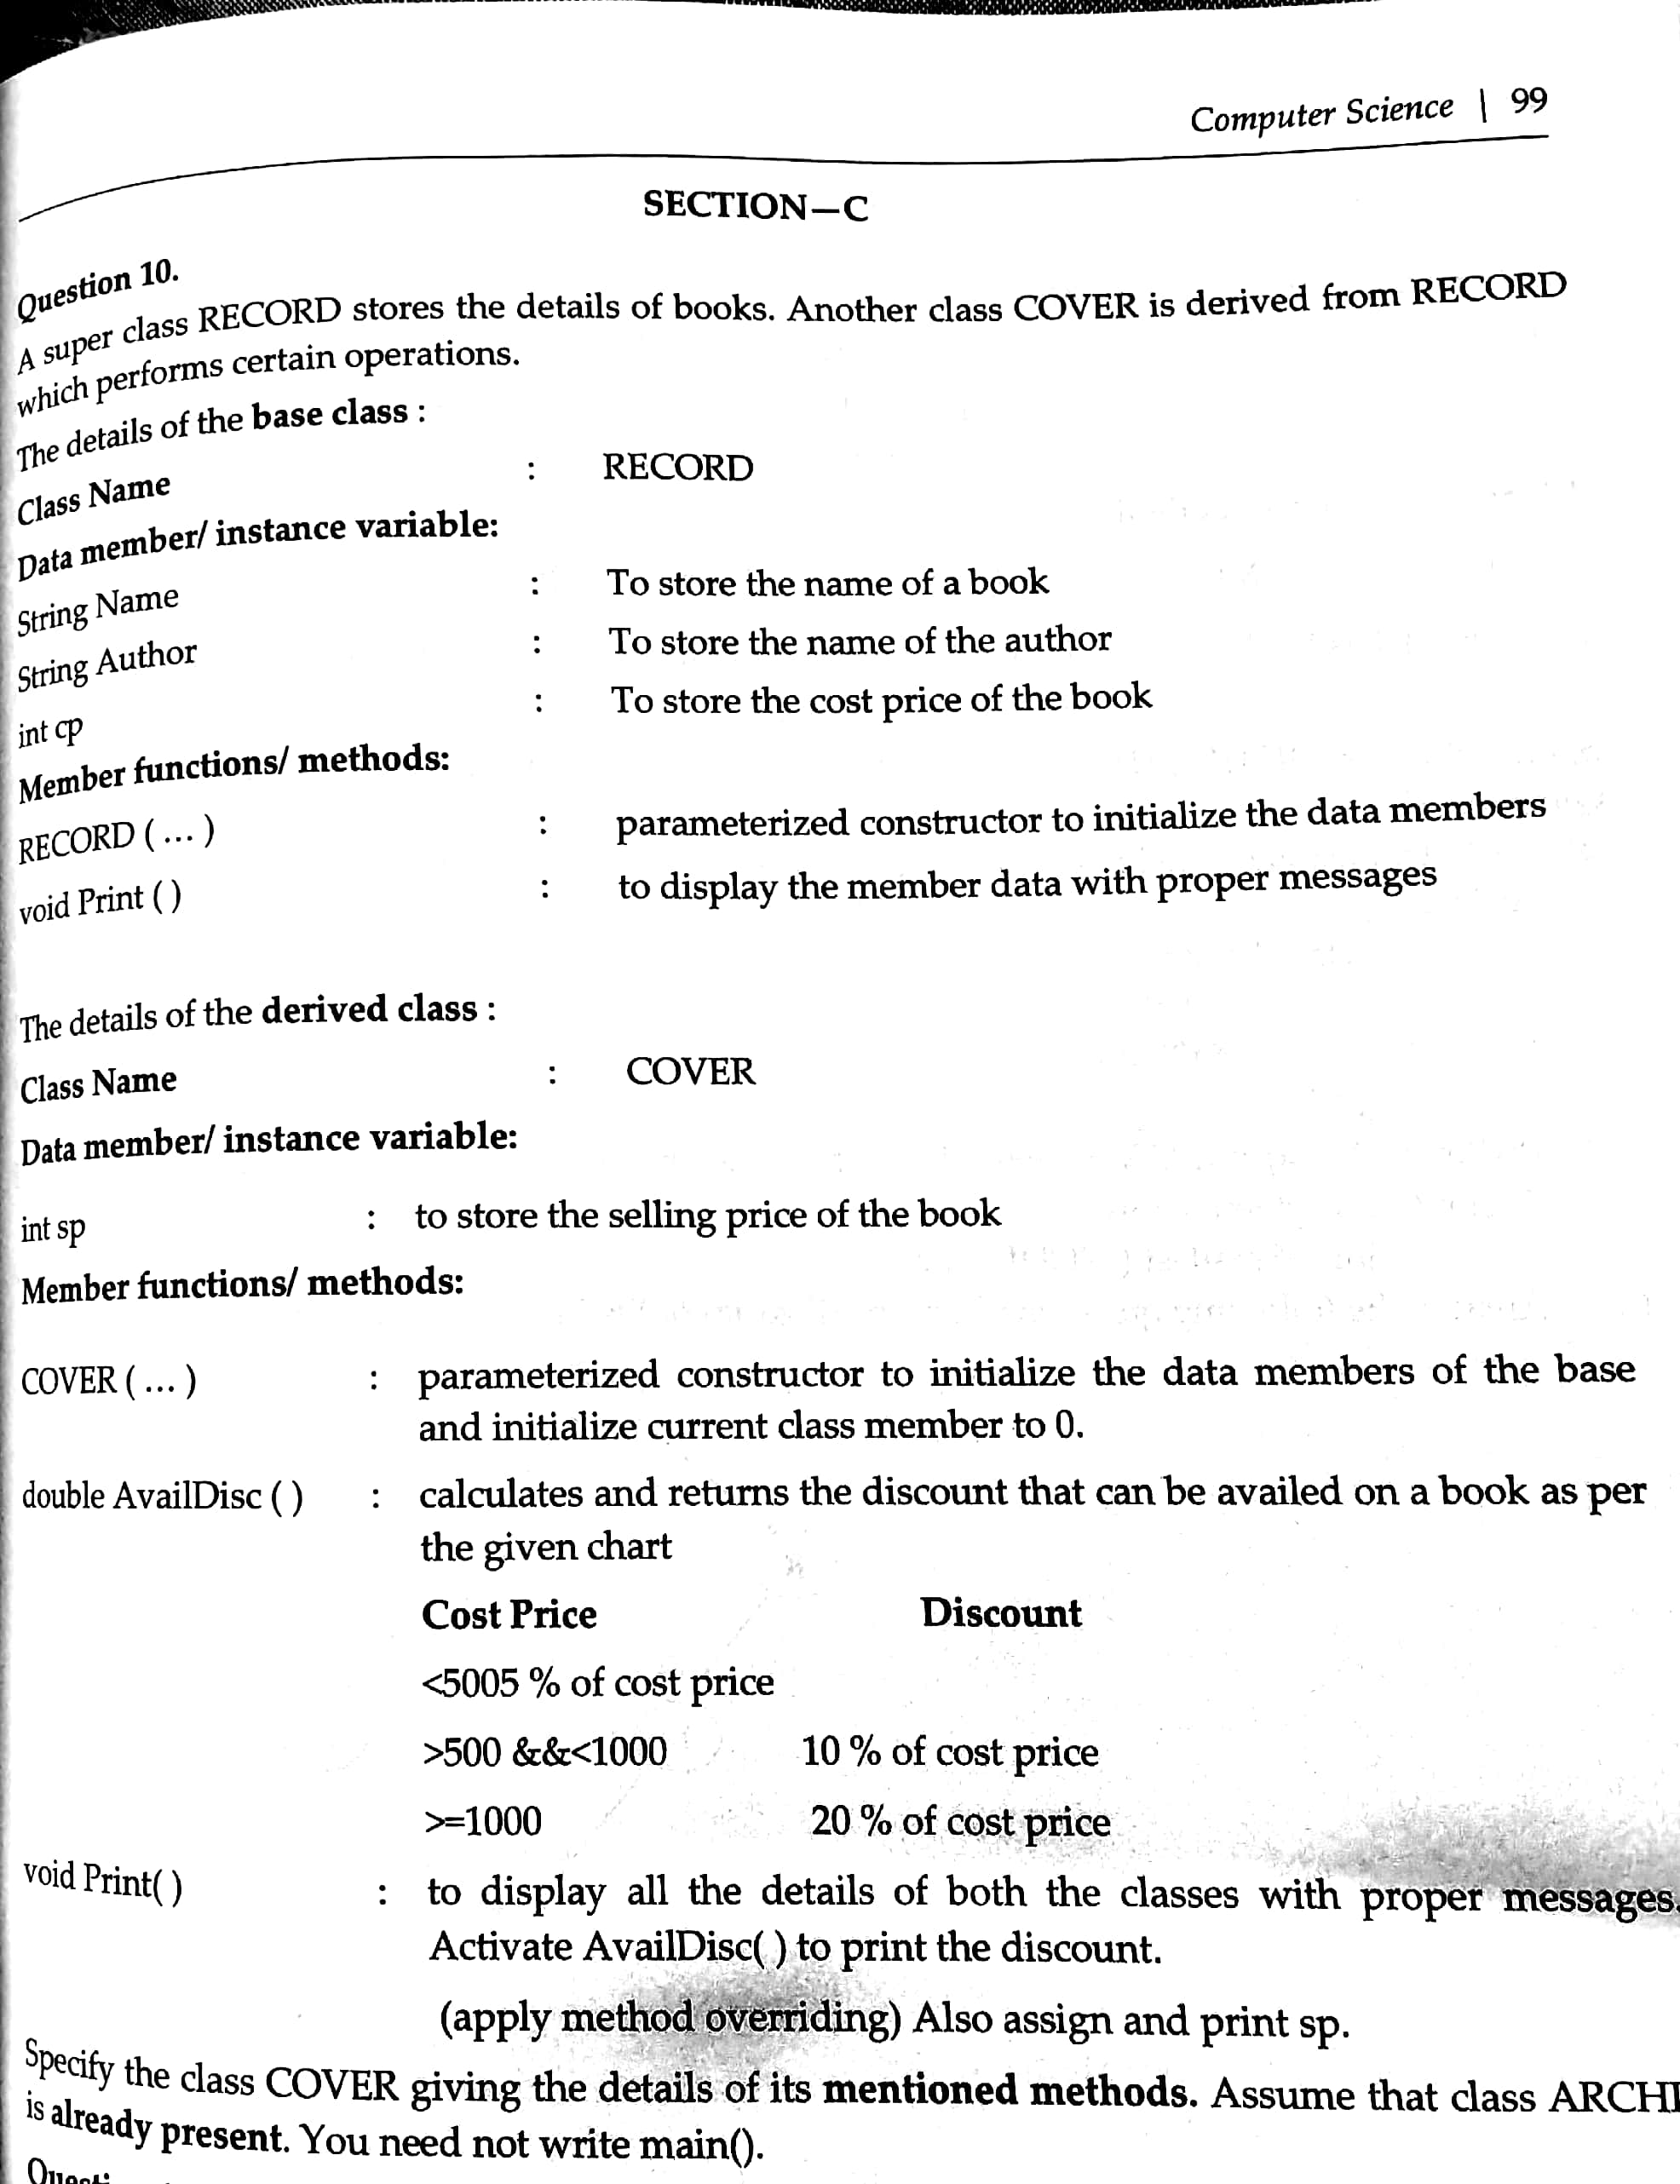 Computer Science | 99
SECTION—C
Question 10.
A super class RECORD stores the details of books. Another class COVER is derived from RECORD
which performs certain operations.
The details of the base class :
Class Name : RECORD
Data member/ instance variable:
String Name : To store the name of a book
String Author : To store the name of the author
int cp : To store the cost price of the book
Member functions/ methods:
RECORD ( ... ) : parameterized constructor to initialize the data members
void Print ( ) : to display the member data with proper messages
The details of the derived class :
Class Name : COVER
Data member/ instance variable:
int sp : to store the selling price of the book
Member functions/ methods:
COVER ( ... ) : parameterized constructor to initialize the data members of the base
and initialize current class member to 0.
double AvailDisc ( ) : calculates and returns the discount that can be availed on a book as per
the given chart
Cost Price Discount
<5005 % of cost price
>500 &&<1000 10 % of cost price
>=1000 20 % of cost price
void Print( ) : to display all the details of both the classes with proper messages.
Activate AvailDisc( ) to print the discount.
(apply method overriding) Also assign and print sp.
Specify the class COVER giving the details of its mentioned methods. Assume that class
is already present. You need not write main().